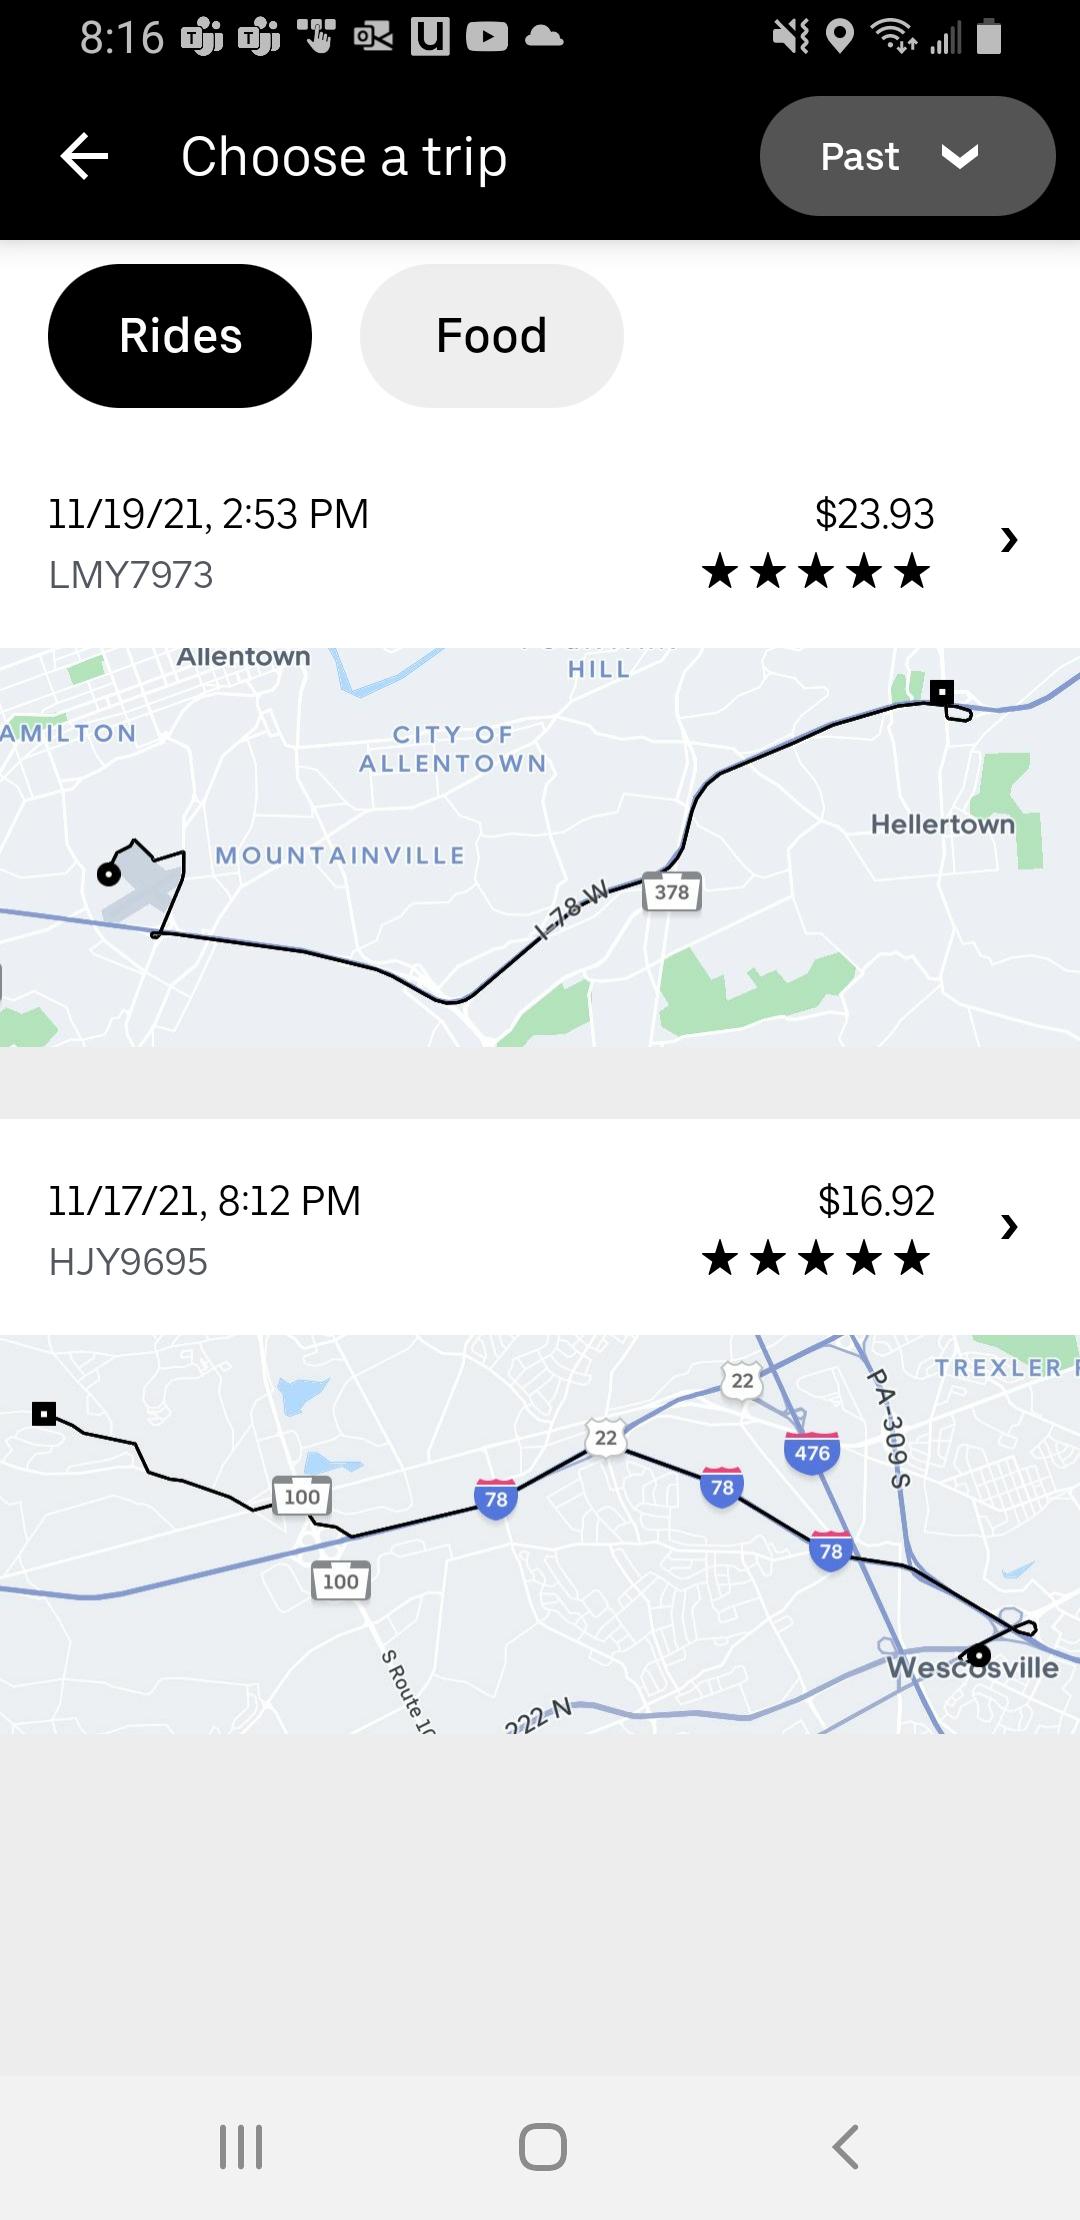 8:16
Choose a trip
Past
Rides
Food
11/19/21, 2:53 PM
$23.93
LMY7973
Allentown
HILL
AMILTON
CITY OF
ALLENTOWN
Hellertown
MOUNTAINVILLE
I-78 W
378
11/17/21, 8:12 PM
$16.92
HJY9695
TREXLER
22
PA-309 S
22
476
78
78
100
78
100
Wescosville
S Route 10
222 N